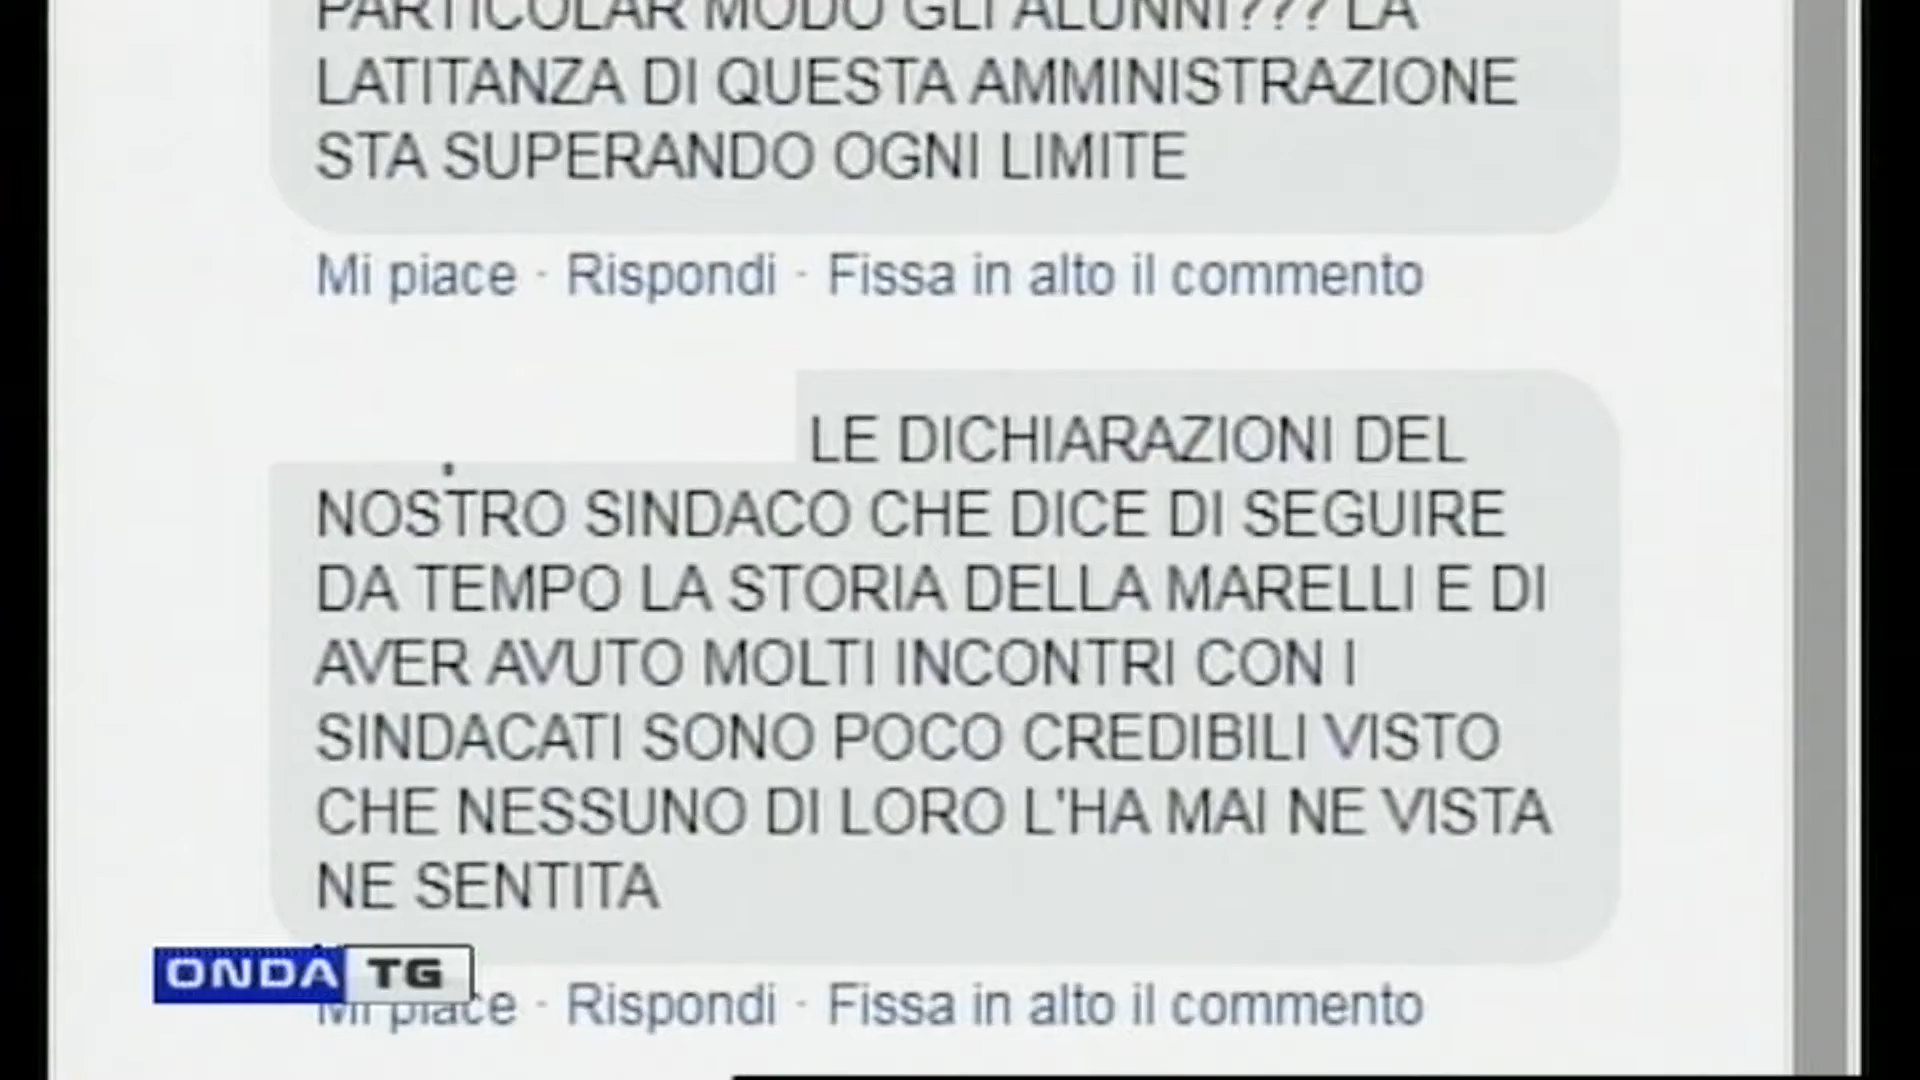 PARTICOLAR MODO GLI ALUNNI??? LA
LATITANZA DI QUESTA AMMINISTRAZIONE
STA SUPERANDO OGNI LIMITE
Mi piace · Rispondi · Fissa in alto il commento
LE DICHIARAZIONI DEL
NOSTRO SINDACO CHE DICE DI SEGUIRE
DA TEMPO LA STORIA DELLA MARELLI E DI
AVER AVUTO MOLTI INCONTRI CON I
SINDACATI SONO POCO CREDIBILI VISTO
CHE NESSUNO DI LORO L'HA MAI NE VISTA
NE SENTITA
ONDA TG
Mi piace · Rispondi · Fissa in alto il commento